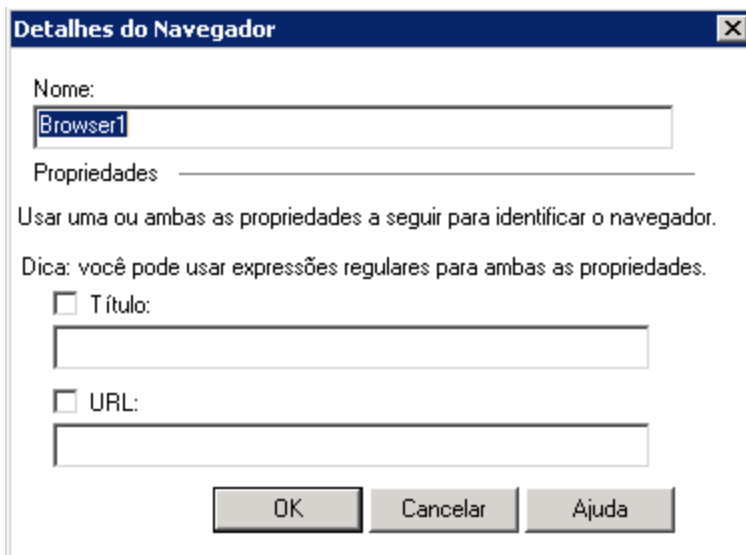 Detalhes do Navegador
Nome:
Browser1
Propriedades
Usar uma ou ambas as propriedades a seguir para identificar o navegador.
Dica: você pode usar expressões regulares para ambas as propriedades.
Título:
URL:
OK Cancelar Ajuda